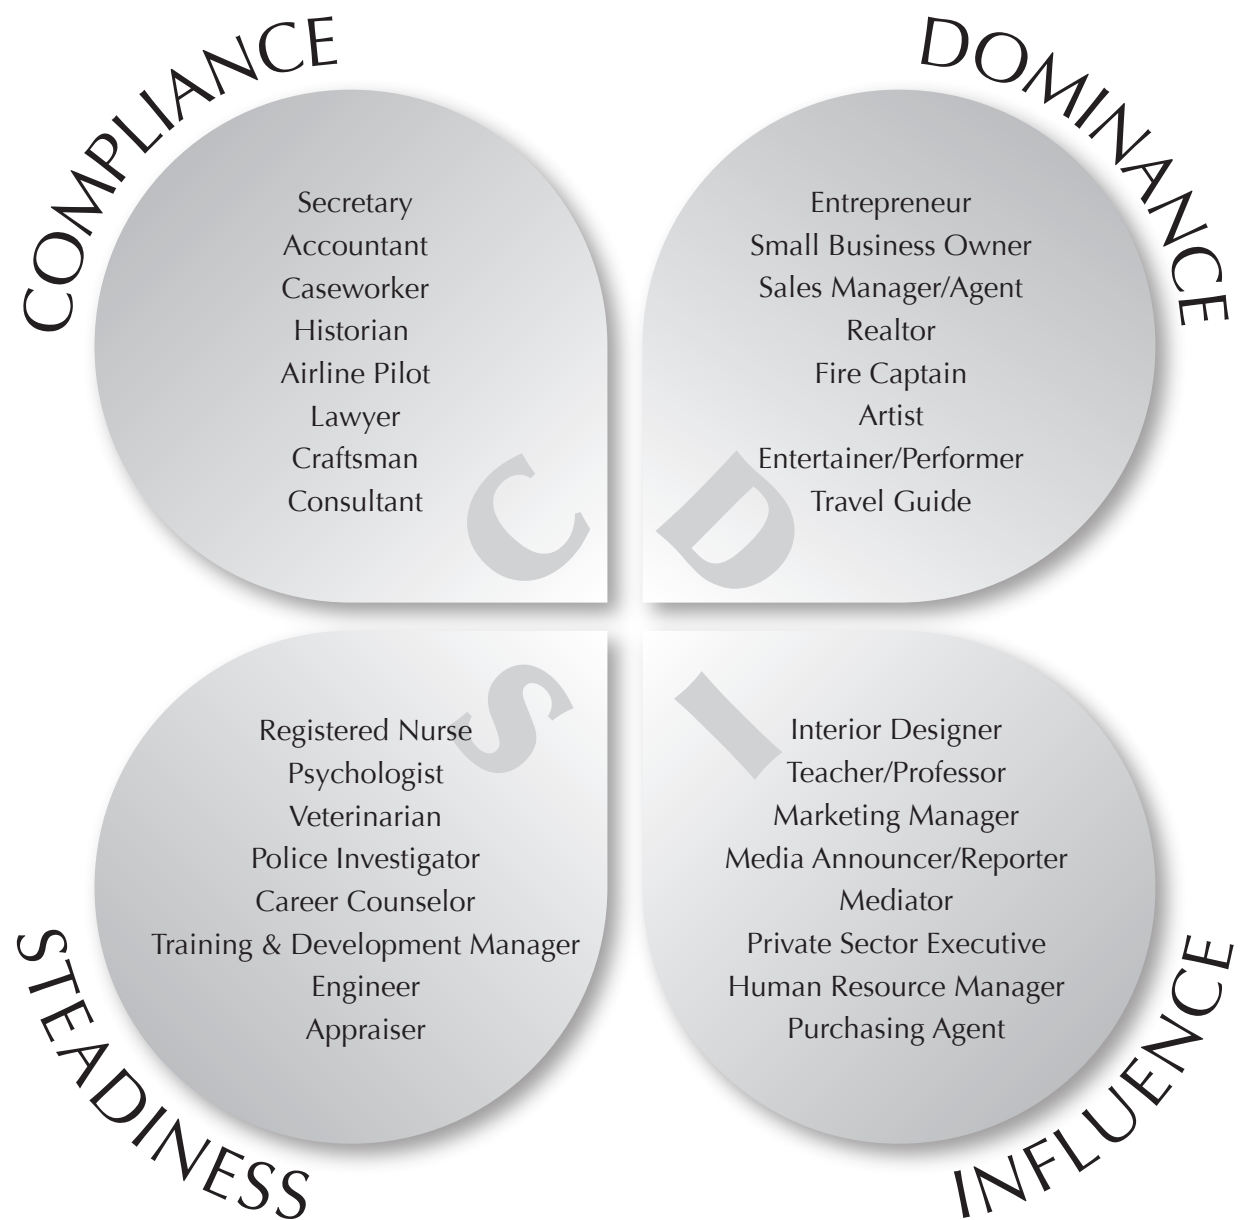 COMPLIANCE
Secretary
Accountant
Caseworker
Historian
Airline Pilot
Lawyer
Craftsman
Consultant
C
DOMINANCE
Entrepreneur
Small Business Owner
Sales Manager/Agent
Realtor
Fire Captain
Artist
Entertainer/Performer
Travel Guide
D
S
Registered Nurse
Psychologist
Veterinarian
Police Investigator
Career Counselor
Training & Development Manager
Engineer
Appraiser
STEADINESS
I
Interior Designer
Teacher/Professor
Marketing Manager
Media Announcer/Reporter
Mediator
Private Sector Executive
Human Resource Manager
Purchasing Agent
INFLUENCE